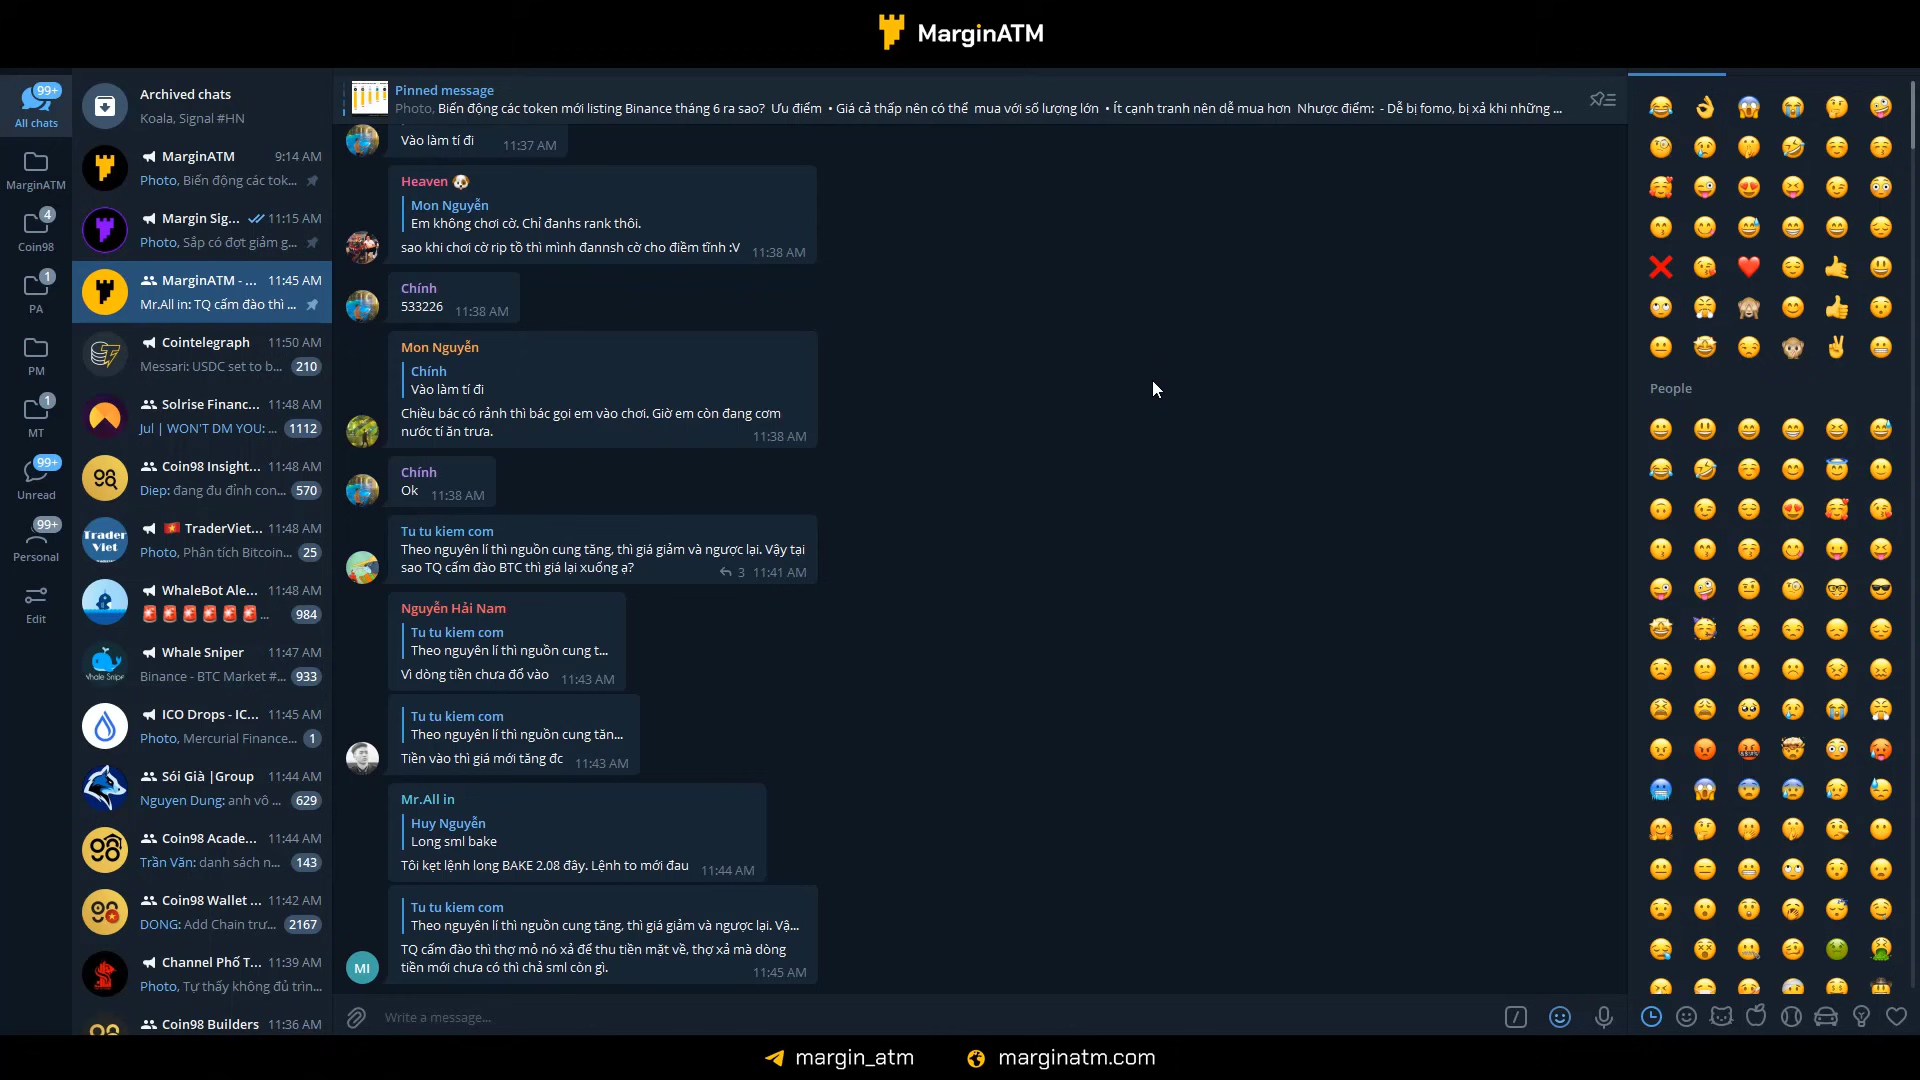 MarginATM
99+
All chats
MarginATM
4
Coin98
1
PA
PM
1
MT
99+
Unread
99+
Personal
Edit
Archived chats
Koala, Signal #HN
MarginATM 9:14 AM
Photo, Biến động các tok...
Margin Sig... 11:15 AM
Photo, Sắp có đợt giảm g...
MarginATM - ... 11:45 AM
Mr.All in: TQ cấm đào thì ...
Cointelegraph 11:50 AM
Messari: USDC set to b... 210
Solrise Financ... 11:48 AM
Jul | WON'T DM YOU: ... 1112
Coin98 Insight... 11:48 AM
Diep: đang đu đỉnh con... 570
Trader Viet
TraderViet... 11:48 AM
Photo, Phân tích Bitcoin... 25
WhaleBot Ale... 11:48 AM
... 984
Whale Snipe
Whale Sniper 11:47 AM
Binance - BTC Market #... 933
ICO Drops - IC... 11:45 AM
Photo, Mercurial Finance... 1
Sói Già |Group 11:44 AM
Nguyen Dung: anh vô ... 629
Coin98 Acade... 11:44 AM
Trần Văn: danh sách n... 143
Coin98 Wallet ... 11:42 AM
DONG: Add Chain trư... 2167
Channel Phố T... 11:39 AM
Photo, Tự thấy không đủ trìn...
Coin98 Builders 11:36 AM
Pinned message
Photo, Biến động các token mới listing Binance tháng 6 ra sao? Ưu điểm • Giá cả thấp nên có thể mua với số lượng lớn • Ít cạnh tranh nên dễ mua hơn Nhược điểm: - Dễ bị fomo, bị xả khi những ...
Vào làm tí đi 11:37 AM
Heaven
Mon Nguyễn
Em không chơi cờ. Chỉ đanhs rank thôi.
sao khi chơi cờ rip tồ thì mình đannsh cờ cho điềm tĩnh :V 11:38 AM
Chính
533226 11:38 AM
Mon Nguyễn
Chính
Vào làm tí đi
Chiều bác có rảnh thì bác gọi em vào chơi. Giờ em còn đang cơm
nước tí ăn trưa. 11:38 AM
Chính
Ok 11:38 AM
Tu tu kiem com
Theo nguyên lí thì nguồn cung tăng, thì giá giảm và ngược lại. Vậy tại
sao TQ cấm đào BTC thì giá lại xuống ạ? 3 11:41 AM
Nguyễn Hải Nam
Tu tu kiem com
Theo nguyên lí thì nguồn cung t...
Vì dòng tiền chưa đổ vào 11:43 AM
Tu tu kiem com
Theo nguyên lí thì nguồn cung tăn...
Tiền vào thì giá mới tăng đc 11:43 AM
Mr.All in
Huy Nguyễn
Long sml bake
Tôi kẹt lệnh long BAKE 2.08 đây. Lệnh to mới đau 11:44 AM
Tu tu kiem com
Theo nguyên lí thì nguồn cung tăng, thì giá giảm và ngược lại. Vậ...
TQ cấm đào thì thợ mỏ nó xả để thu tiền mặt về, thợ xả mà dòng
tiền mới chưa có thì chả sml còn gì. 11:45 AM
MI
Write a message...
People
margin_atm marginatm.com